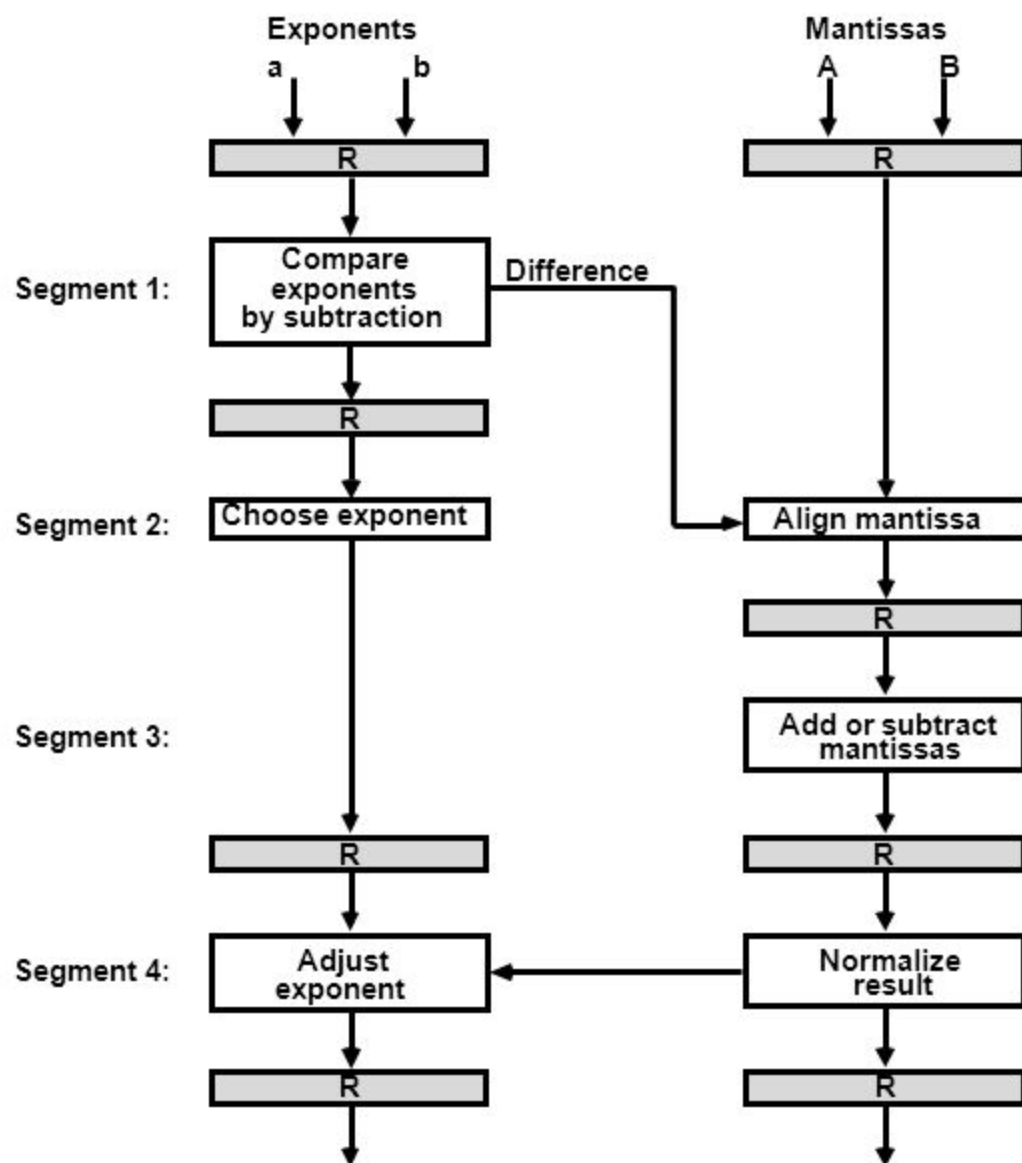 Exponents
Mantissas
a
b
A
B
R
R
Segment 1:
Compare
exponents
by subtraction
Difference
R
Segment 2:
Choose exponent
Align mantissa
R
Segment 3:
Add or subtract
mantissas
R
R
Segment 4:
Adjust
exponent
Normalize
result
R
R